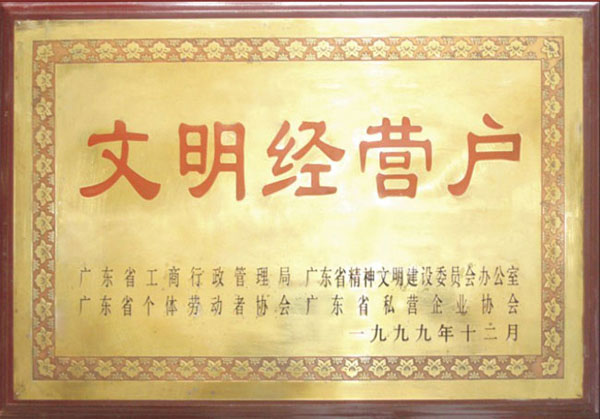 文明经营户
广东省工商行政管理局 广东省精神文明建设委员会办公室
广东省个体劳动者协会 广东省私营企业协会
一九九九年十二月